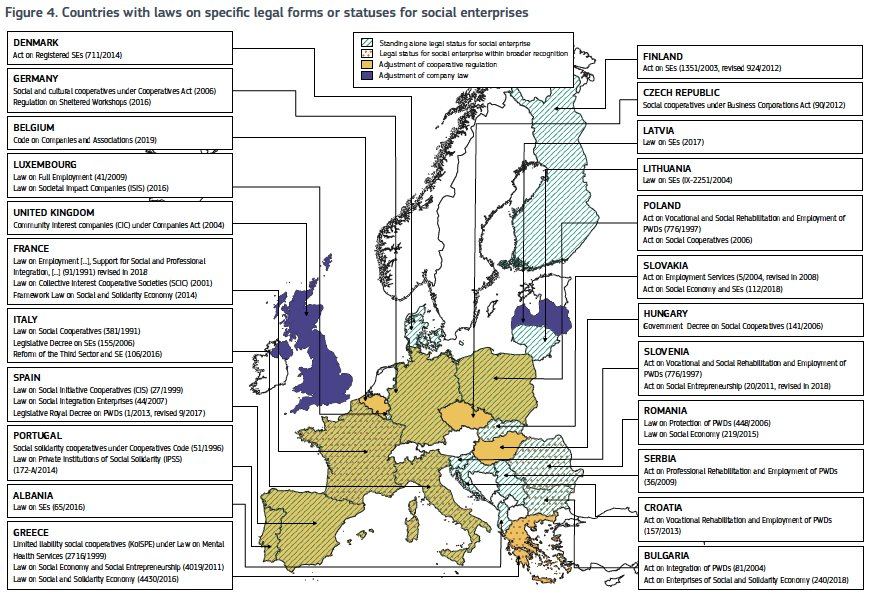 Figure 4. Countries with laws on specific legal forms or statuses for social enterprises
Standing alone legal status for social enterprise
Legal status for social enterprise within broader recognition
Adjustment of cooperative regulation
Adjustment of company law
DENMARK
Act on Registered SEs (711/2014)
GERMANY
Social and cultural cooperatives under Cooperatives Act (2006)
Regulation on Sheltered Workshops (2016)
BELGIUM
Code on Companies and Associations (2019)
LUXEMBOURG
Law on Full Employment (41/2009)
Law on Societal Impact Companies (ISIS) (2016)
UNITED KINGDOM
Community interest companies (CIC) under Companies Act (2004)
FRANCE
Law on Employment [...], Support for Social and Professional
Integration, [...] (91/1991) revised in 2018
Law on Collective Interest Cooperative Societies (SCIC) (2001)
Framework Law on Social and Solidarity Economy (2014)
ITALY
Law on Social Cooperatives (381/1991)
Legislative Decree on SEs (155/2006)
Reform of the Third Sector and SE (106/2016)
SPAIN
Law on Social Initiative Cooperatives (CIS) (27/1999)
Law on Social Integration Enterprises (44/2007)
Legislative Royal Decree on PWDs (1/2013, revised 9/2017)
PORTUGAL
Social solidarity cooperatives under Cooperatives Code (51/1996)
Law on Private Institutions of Social Solidarity (IPSS)
(172-A/2014)
ALBANIA
Law on SEs (65/2016)
GREECE
Limited liability social cooperatives (KoiSPE) under Law on Mental
Health Services (2716/1999)
Law on Social Economy and Social Entrepreneurship (4019/2011)
Law on Social and Solidarity Economy (4430/2016)
FINLAND
Act on SEs (1351/2003, revised 924/2012)
CZECH REPUBLIC
Social cooperatives under Business Corporations Act (90/2012)
LATVIA
Law on SEs (2017)
LITHUANIA
Law on SEs (IX-2251/2004)
POLAND
Act on Vocational and Social Rehabilitation and Employment of
PWDs (776/1997)
Act on Social Cooperatives (2006)
SLOVAKIA
Act on Employment Services (5/2004, revised in 2008)
Act on Social Economy and SEs (112/2018)
HUNGARY
Government Decree on Social Cooperatives (141/2006)
SLOVENIA
Act on Vocational and Social Rehabilitation and Employment of
PWDs (776/1997)
Act on Social Entrepreneurship (20/2011, revised in 2018)
ROMANIA
Law on Protection of PWDs (448/2006)
Law on Social Economy (219/2015)
SERBIA
Act on Professional Rehabilitation and Employment of PWDs
(36/2009)
CROATIA
Act on Vocational Rehabilitation and Employment of PWDs
(157/2013)
BULGARIA
Act on Integration of PWDs (81/2004)
Act on Enterprises of Social and Solidarity Economy (240/2018)